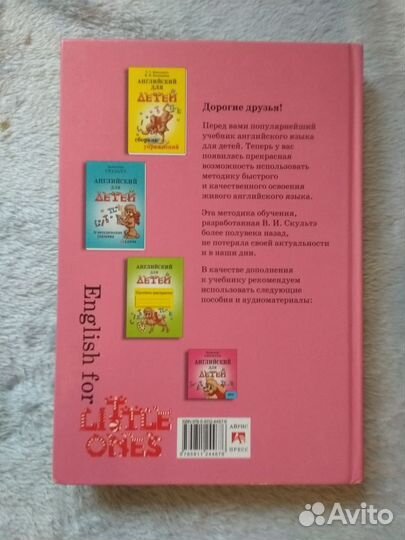 АНГЛИЙСКИЙ ДЛЯ
ДЕТЕЙ
сборник
упражнений
АНГЛИЙСКИЙ ДЛЯ
ДЕТЕЙ
АНГЛИЙСКИЙ ДЛЯ
ДЕТЕЙ
АНГЛИЙСКИЙ ДЛЯ
ДЕТЕЙ
Дорогие друзья!
Перед вами популярнейший
учебник английского языка
для детей. Теперь у вас
появилась прекрасная
возможность использовать
методику быстрого
и качественного освоения
живого английского языка.
Эта методика обучения,
разработанная В. И. Скультэ
более полувека назад,
не потеряла своей актуальности
и в наши дни.
В качестве дополнения
к учебнику рекомендуем
использовать следующие
пособия и аудиоматериалы:
English for
LITTLE
ONES
АЙРИС
ПРЕСС
Avito